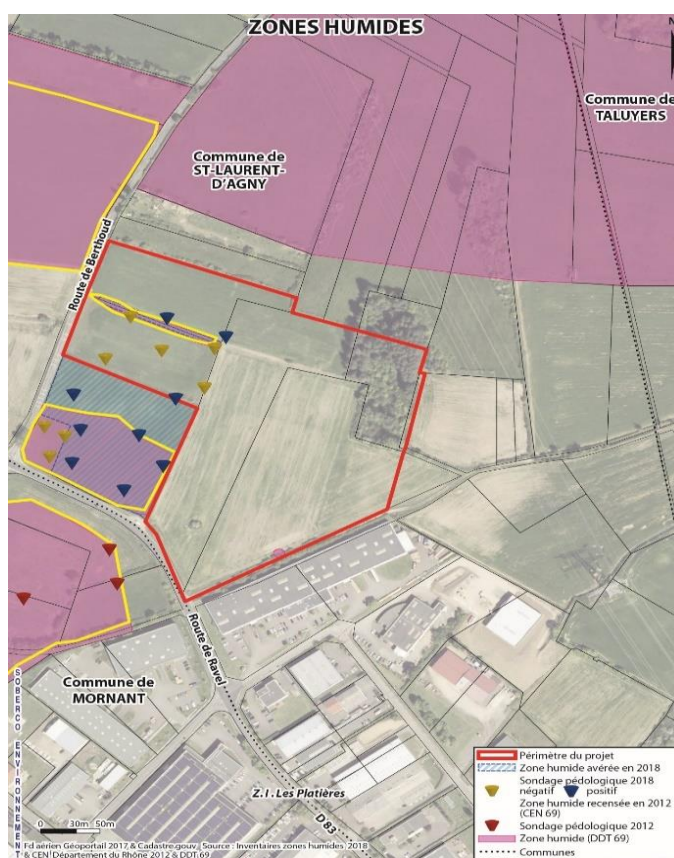 ZONES HUMIDES
N
Commune de
TALUYERS
Commune de
ST-LAURENT-
D'AGNY
Route de Berthoud
Route de Ravel
Commune de
MORNANT
Z.I. Les Platières
D 83
SOBERCO ENVIRONNEMENT
0 30m 50m
Fd aérien Géoportail 2017 & Cadastre.gouv, Source : Inventaires zones humides 2018
& CEN Département du Rhône 2012 & DDT 69
Périmètre du projet
Zone humide avérée en 2018
Sondage pédologique 2018
négatif positif
Zone humide recensée en 2012
(CEN 69)
Sondage pédologique 2012
Zone humide (DDT 69)
Communes